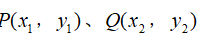 P(x₁, y₁)、Q(x₂, y₂)